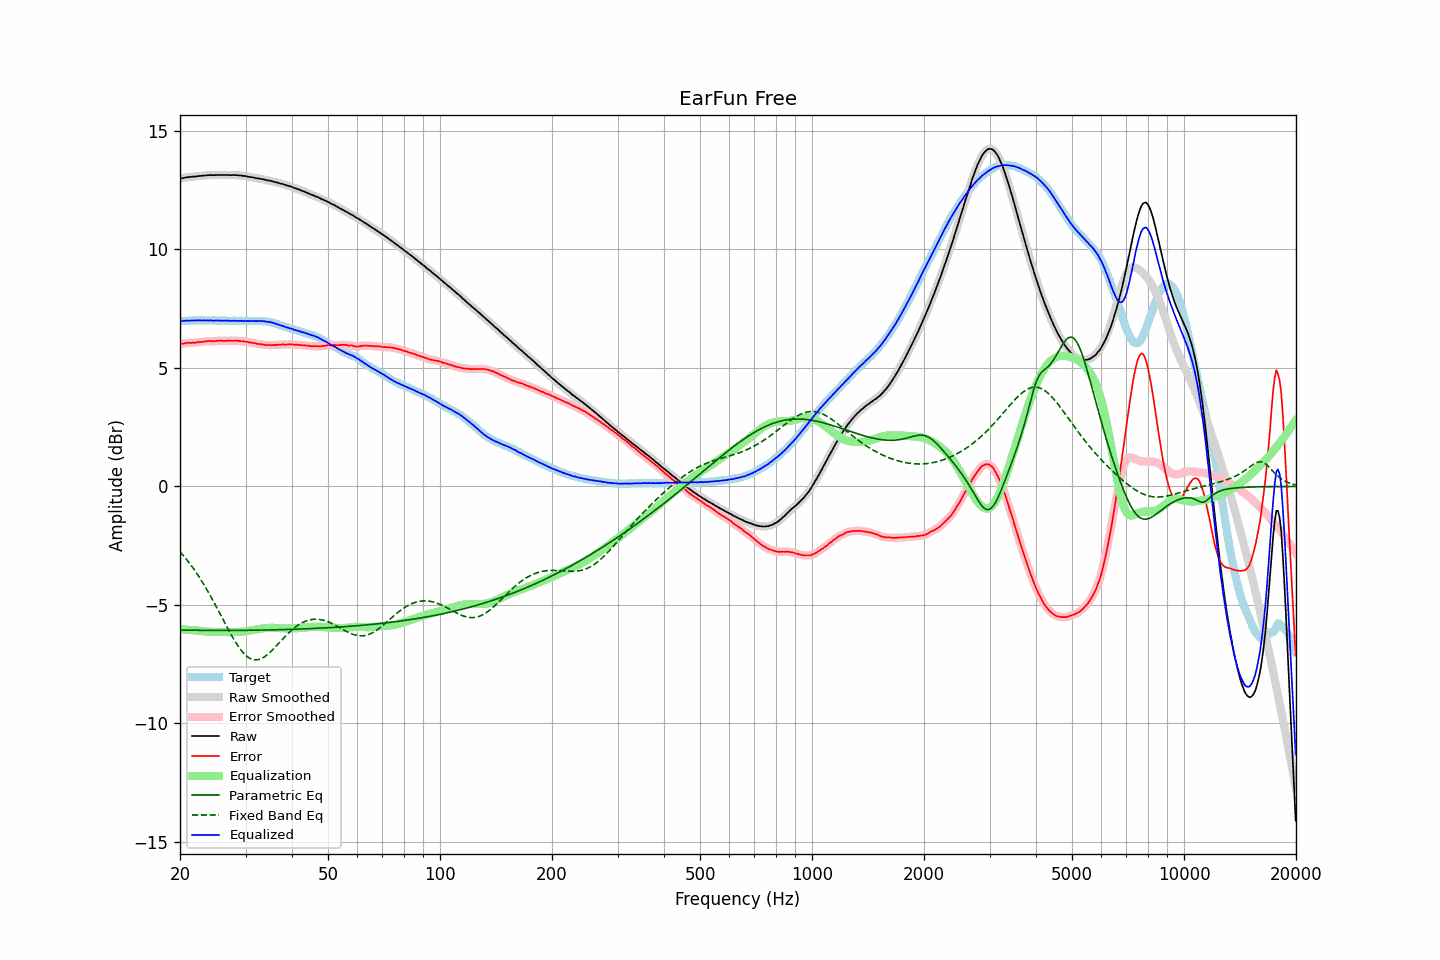 EarFun Free
15
10
5
0
−5
−10
−15
Amplitude (dBr)
Target
Raw Smoothed
Error Smoothed
Raw
Error
Equalization
Parametric Eq
Fixed Band Eq
Equalized
20 50 100 200 500 1000 2000 5000 10000 20000
Frequency (Hz)